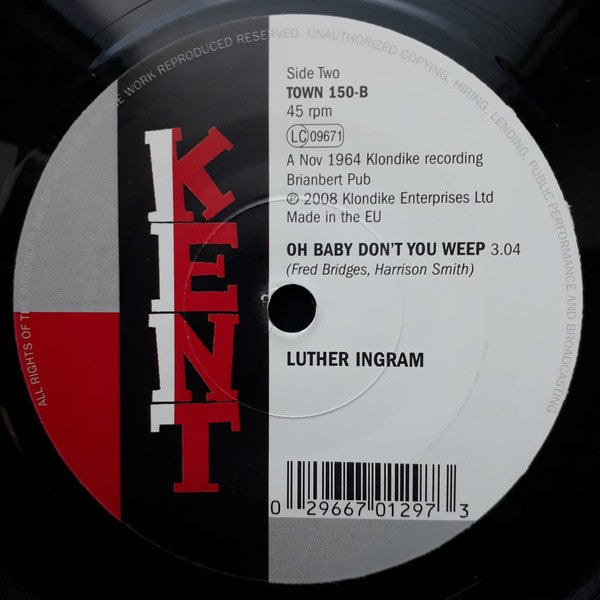 ALL RIGHTS OF THE
WORK REPRODUCED RESERVED. UNAUTHORIZED COPYING, HIRING, LENDING, PUBLIC PERFORMANCE AND BROADCASTING
KENT
Side Two
TOWN 150-B
45 rpm
LC 09671
A Nov 1964 Klondike recording
Brianbert Pub
℗ 2008 Klondike Enterprises Ltd
Made in the EU
OH BABY DON'T YOU WEEP 3.04
(Fred Bridges, Harrison Smith)
LUTHER INGRAM
0 29667 01297 3